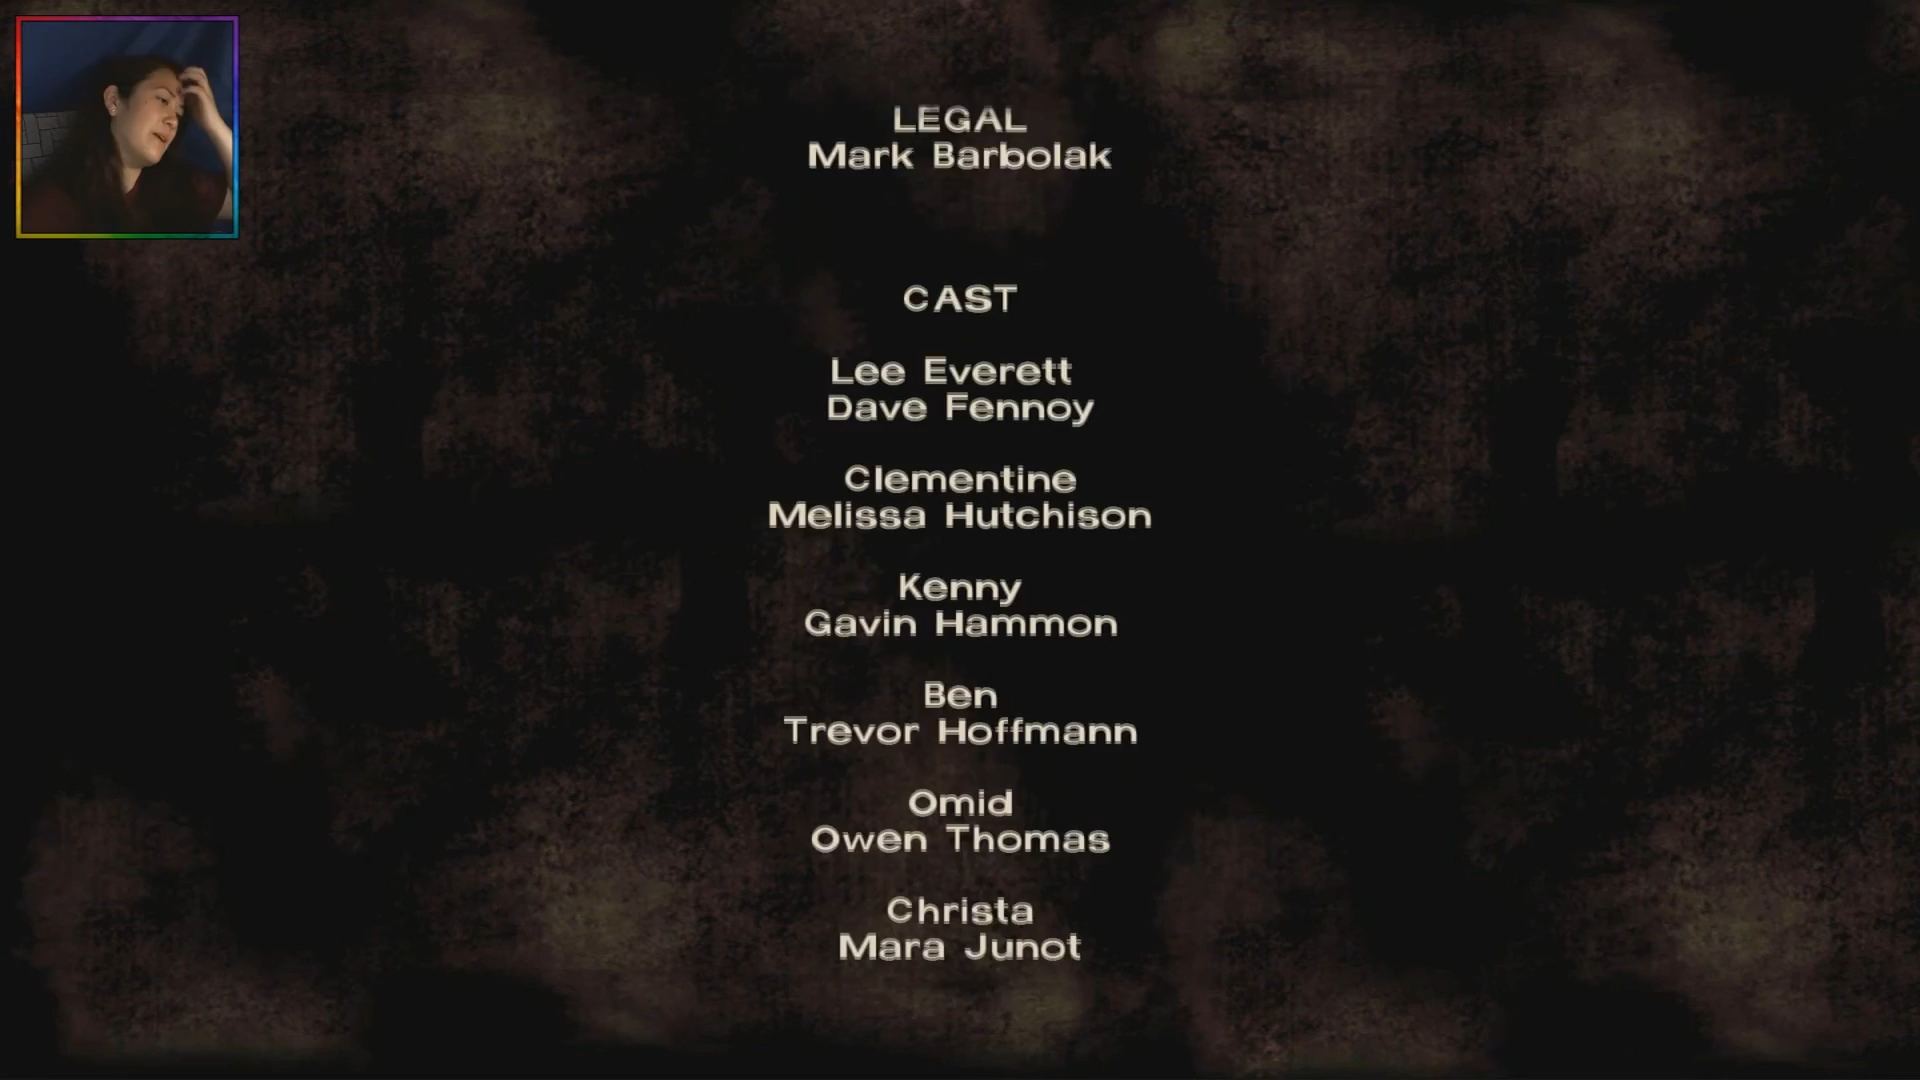 LEGAL
Mark Barbolak
CAST
Lee Everett
Dave Fennoy
Clementine
Melissa Hutchison
Kenny
Gavin Hammon
Ben
Trevor Hoffmann
Omid
Owen Thomas
Christa
Mara Junot